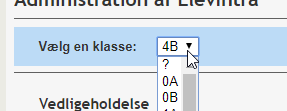 Administration af ElevIntra
Vælg en klasse: 4B
?
0A
0B
Vedligeholdelse